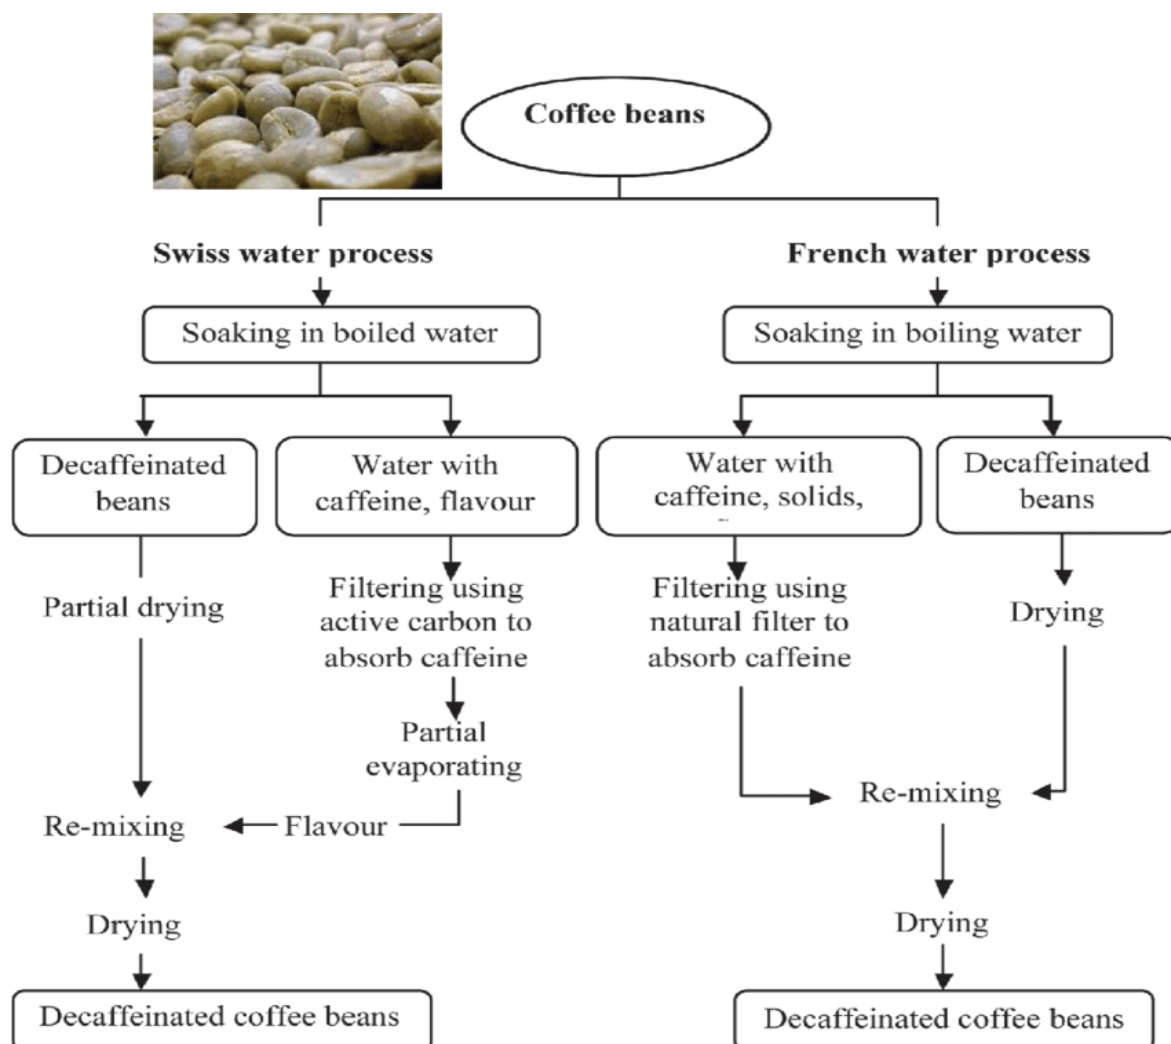 Coffee beans
Swiss water process
French water process
Soaking in boiled water
Soaking in boiling water
Decaffeinated
beans
Water with
caffeine, flavour
Water with
caffeine, solids,
Decaffeinated
beans
Partial drying
Filtering using
active carbon to
absorb caffeine
Filtering using
natural filter to
absorb caffeine
Drying
Partial
evaporating
Re-mixing
Flavour
Re-mixing
Drying
Drying
Decaffeinated coffee beans
Decaffeinated coffee beans